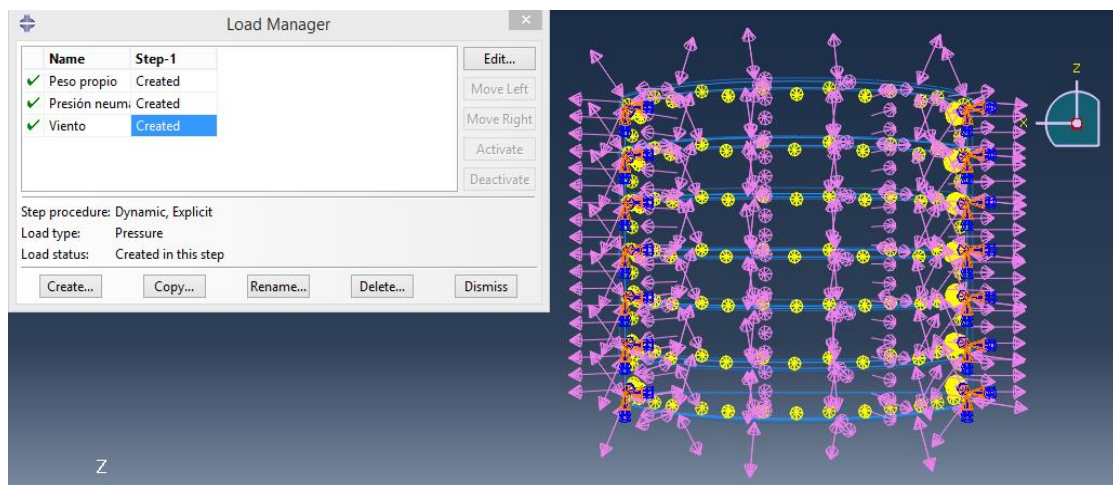 Load Manager
Name Step-1
Peso propio Created
Presión neum Created
Viento Created
Edit...
Move Left
Move Right
Activate
Deactivate
Step procedure: Dynamic, Explicit
Load type: Pressure
Load status: Created in this step
Create... Copy... Rename... Delete... Dismiss
Z
X
Z